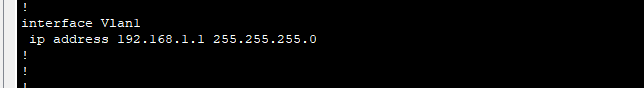 !
interface Vlan1
 ip address 192.168.1.1 255.255.255.0
!
!
!